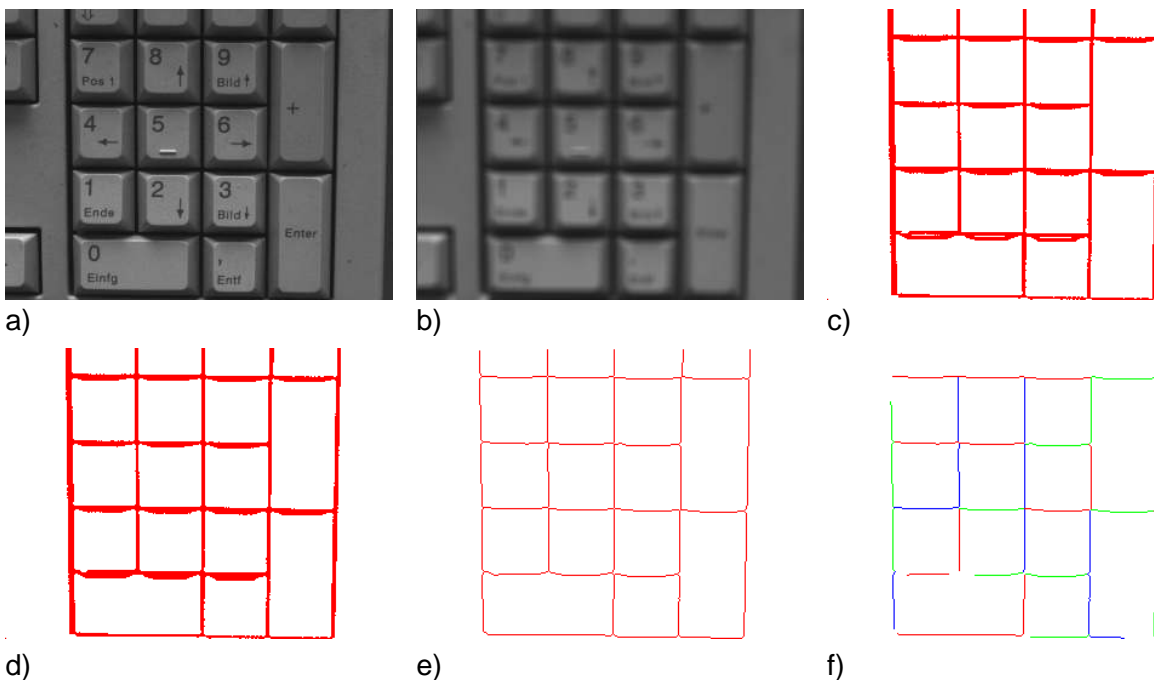 7 8 9
Pos 1 Bild
4 5 6
+
1 2 3
Ende Bild
Enter
0 ,
Einfg Entf
a) b) c)
d) e) f)